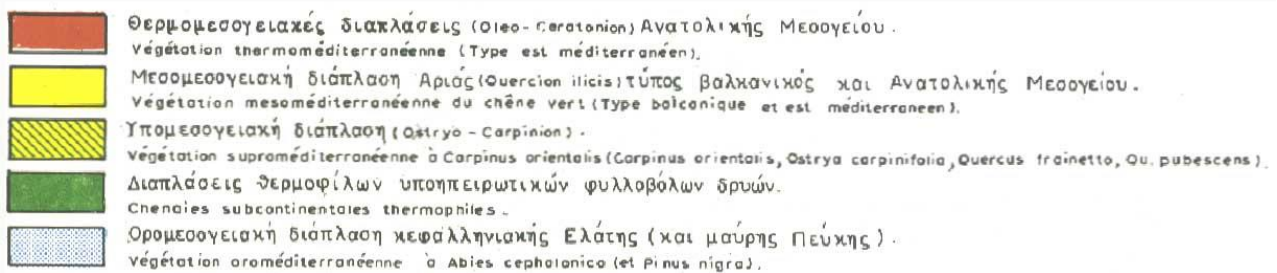 Θερμομεσογειακές διαπλάσεις (Oleo-Ceratonion) Ανατολικής Μεσογείου.
Végétation thermoméditerranéenne (Type est méditerranéen).
Μεσομεσογειακή διάπλαση Αριάς (Quercion ilicis) τύπος βαλκανικός και Ανατολικής Μεσογείου.
Végétation mesoméditerranéenne du chêne vert (Type balcanique et est méditerraneen).
Υπομεσογειακή διάπλαση (Ostryo-Carpinion).
Végétation supraméditerranéenne à Carpinus orientalis (Carpinus orientalis, Ostrya carpinifolia, Quercus frainetto, Qu. pubescens).
Διαπλάσεις θερμοφίλων υποηπειρωτικών φυλλοβόλων δρυών.
Chenaies subcontinentales thermophiles.
Ορομεσογειακή διάπλαση κεφαλληνιακής Ελάτης (και μαύρης Πεύκης).
Végétation oroméditerranéenne à Abies cephalonica (et Pinus nigra).